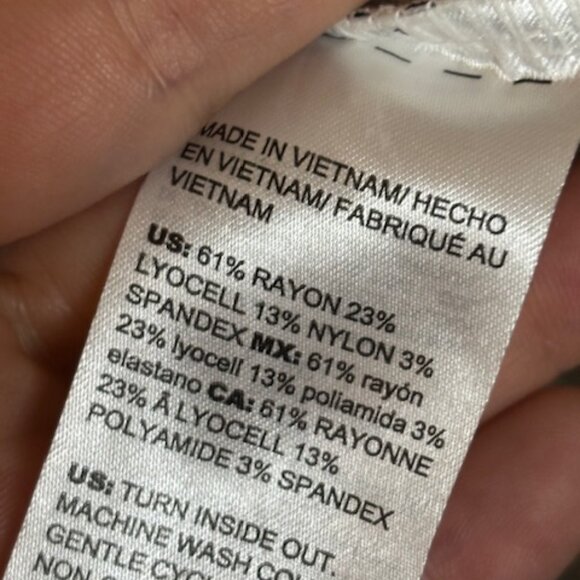 MADE IN VIETNAM/ HECHO
EN VIETNAM/ FABRIQUÉ AU
VIETNAM
US: 61% RAYON 23%
LYOCELL 13% NYLON 3%
SPANDEX MX: 61% rayón
23% lyocell 13% poliamida 3%
elastano CA: 61% RAYONNE
23% Â LYOCELL 13%
POLYAMIDE 3% SPANDEX
US: TURN INSIDE OUT.
MACHINE WASH
GENTLE